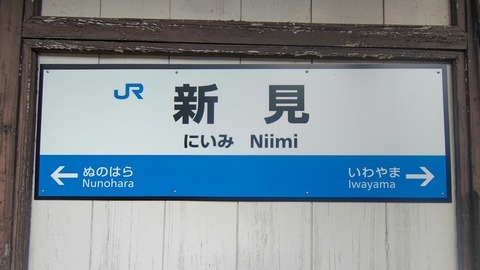 JR 新見
にいみ Niimi
← ぬのはら いわやま →
Nunohara Iwayama